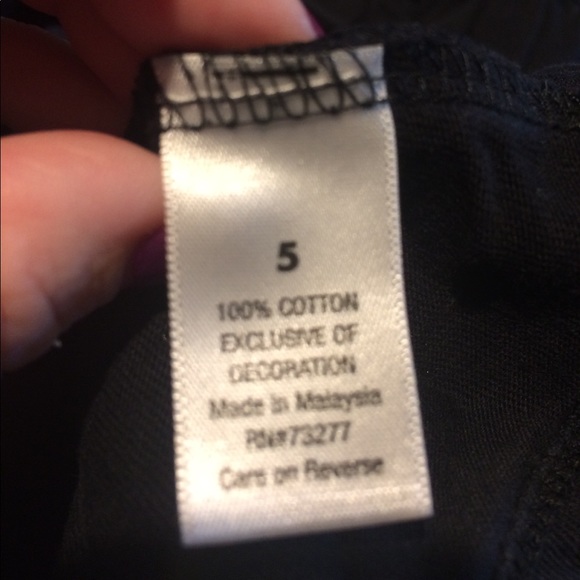 5
100% COTTON
EXCLUSIVE OF
DECORATION
Made in Malaysia
RN#73277
Care on Reverse